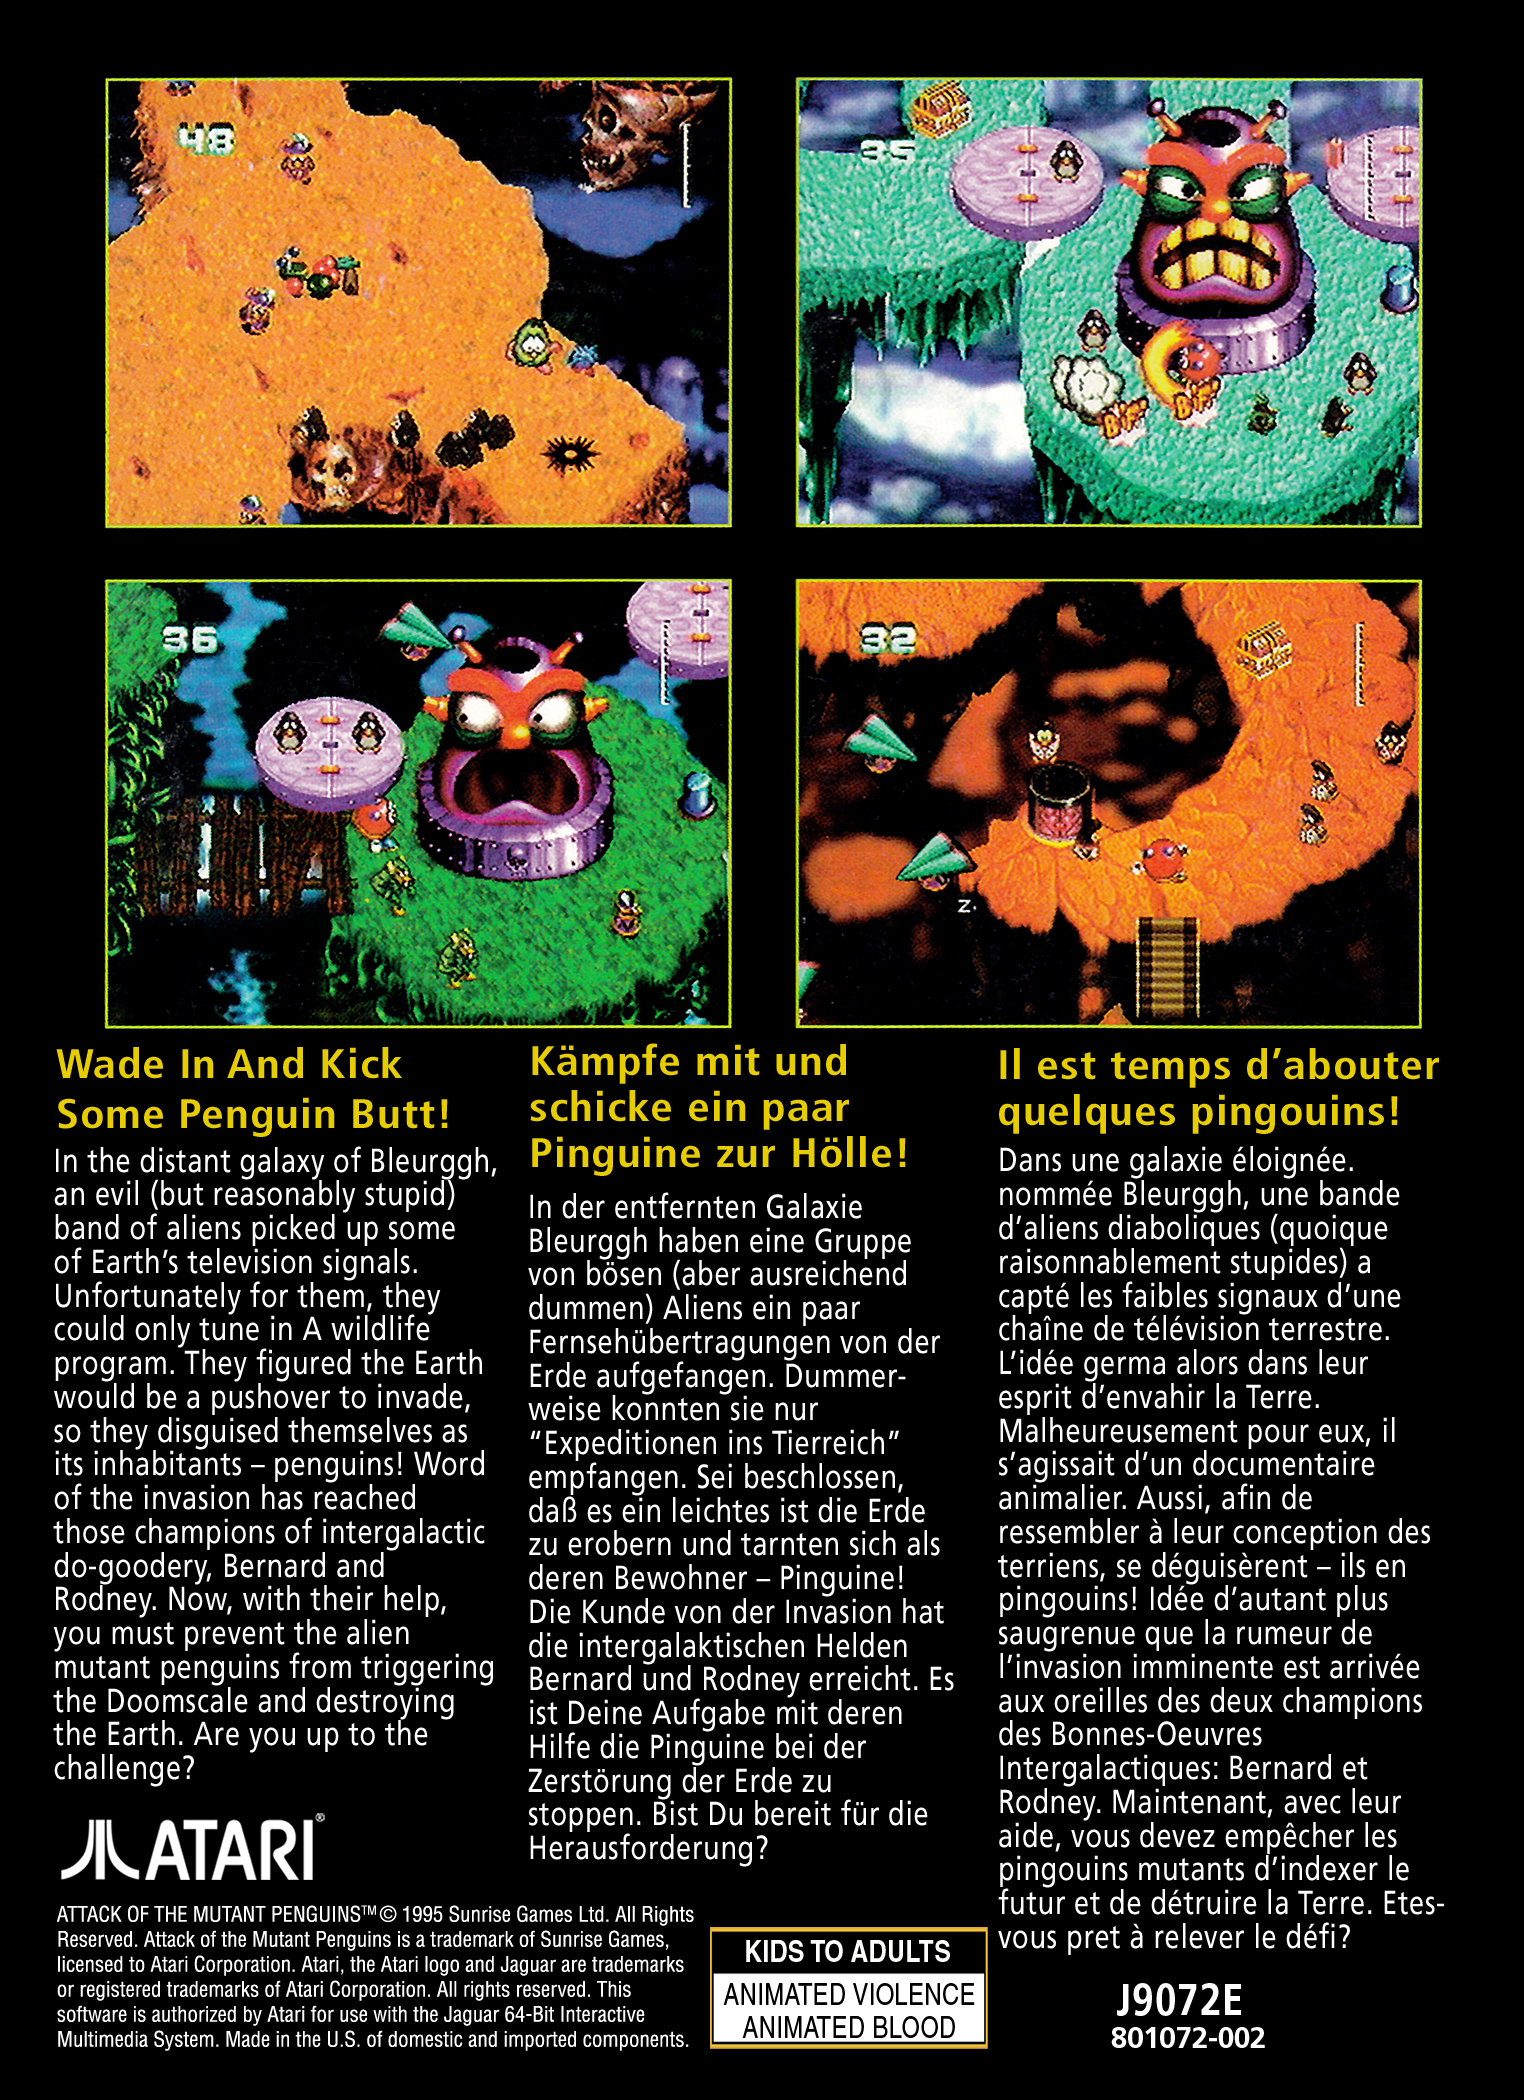 48
35
BIF!
BIF!
36
32
Z.
Wade In And Kick
Some Penguin Butt!
In the distant galaxy of Bleurggh,
an evil (but reasonably stupid)
band of aliens picked up some
of Earth’s television signals.
Unfortunately for them, they
could only tune in A wildlife
program. They figured the Earth
would be a pushover to invade,
so they disguised themselves as
its inhabitants – penguins! Word
of the invasion has reached
those champions of intergalactic
do-goodery, Bernard and
Rodney. Now, with their help,
you must prevent the alien
mutant penguins from triggering
the Doomscale and destroying
the Earth. Are you up to the
challenge?
Kämpfe mit und
schicke ein paar
Pinguine zur Hölle!
In der entfernten Galaxie
Bleurggh haben eine Gruppe
von bösen (aber ausreichend
dummen) Aliens ein paar
Fernsehübertragungen von der
Erde aufgefangen. Dummer-
weise konnten sie nur
“Expeditionen ins Tierreich”
empfangen. Sei beschlossen,
daß es ein leichtes ist die Erde
zu erobern und tarnten sich als
deren Bewohner – Pinguine!
Die Kunde von der Invasion hat
die intergalaktischen Helden
Bernard und Rodney erreicht. Es
ist Deine Aufgabe mit deren
Hilfe die Pinguine bei der
Zerstörung der Erde zu
stoppen. Bist Du bereit für die
Herausforderung?
Il est temps d’abouter
quelques pingouins!
Dans une galaxie éloignée.
nommée Bleurggh, une bande
d’aliens diaboliques (quoique
raisonnablement stupides) a
capté les faibles signaux d’une
chaîne de télévision terrestre.
L’idée germa alors dans leur
esprit d’envahir la Terre.
Malheureusement pour eux, il
s’agissait d’un documentaire
animalier. Aussi, afin de
ressembler à leur conception des
terriens, se déguisèrent – ils en
pingouins! Idée d’autant plus
saugrenue que la rumeur de
l’invasion imminente est arrivée
aux oreilles des deux champions
des Bonnes-Oeuvres
Intergalactiques: Bernard et
Rodney. Maintenant, avec leur
aide, vous devez empêcher les
pingouins mutants d’indexer le
futur et de détruire la Terre. Etes-
vous pret à relever le défi?
ATARI®
ATTACK OF THE MUTANT PENGUINS™© 1995 Sunrise Games Ltd. All Rights
Reserved. Attack of the Mutant Penguins is a trademark of Sunrise Games,
licensed to Atari Corporation. Atari, the Atari logo and Jaguar are trademarks
or registered trademarks of Atari Corporation. All rights reserved. This
software is authorized by Atari for use with the Jaguar 64-Bit Interactive
Multimedia System. Made in the U.S. of domestic and imported components.
KIDS TO ADULTS
ANIMATED VIOLENCE
ANIMATED BLOOD
J9072E
801072-002